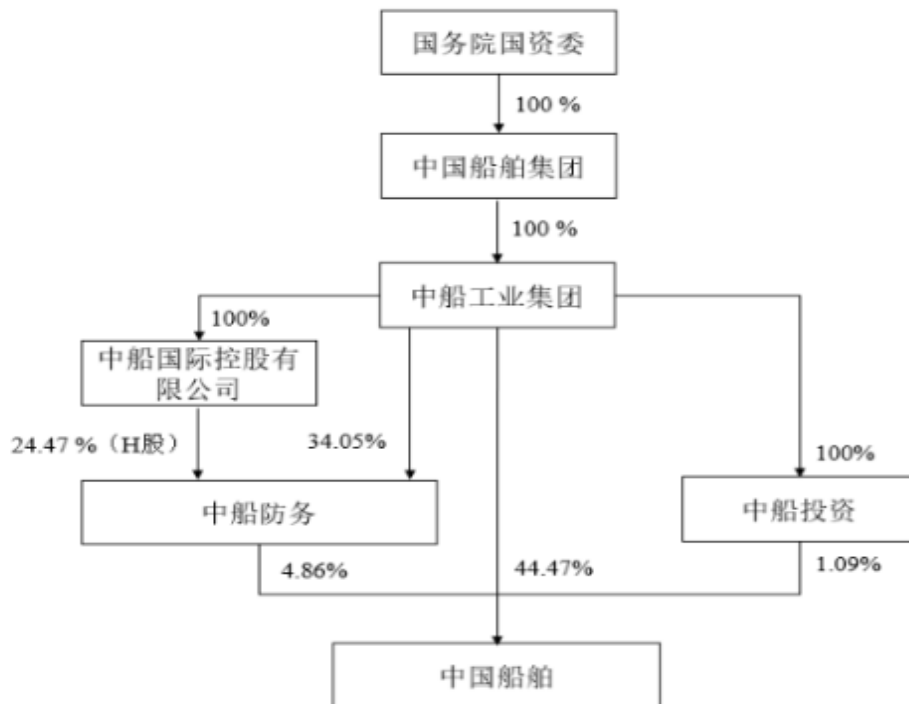 国务院国资委
100 %
中国船舶集团
100 %
中船工业集团
100%
中船国际控股有
限公司
24.47 %（H股）
34.05%
100%
中船防务
中船投资
4.86%
44.47%
1.09%
中国船舶